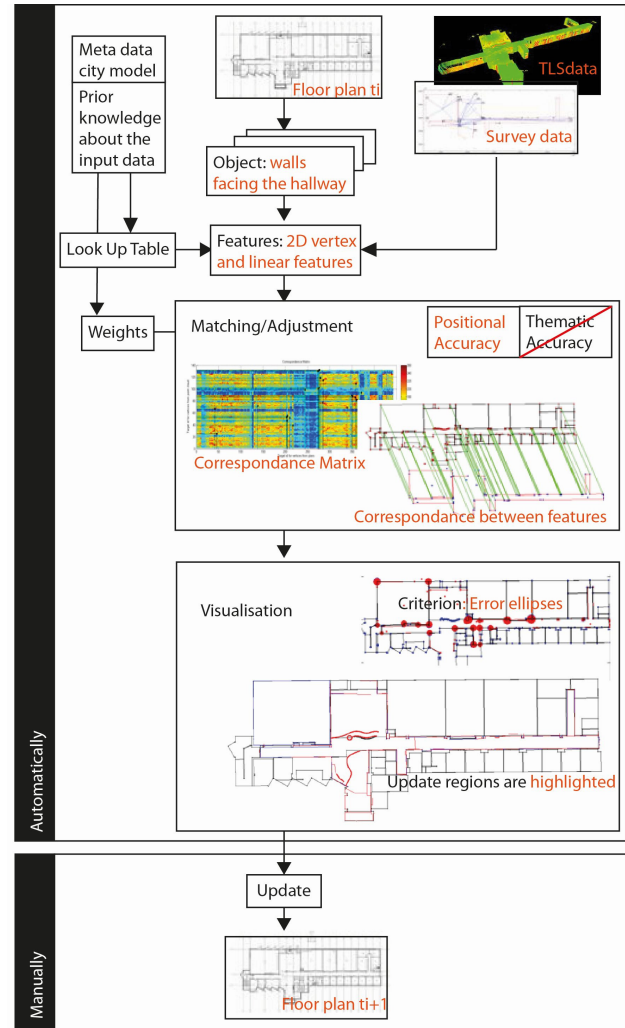 Meta data
city model
Prior
knowledge
about the
input data
Floor plan ti
TLSdata
Survey data
Object: walls
facing the hallway
Look Up Table
Features: 2D vertex
and linear features
Weights
Matching/Adjustment
Positional
Accuracy
Thematic
Accuracy
Correspondance Matrix
Correspondance between features
Visualisation
Criterion: Error ellipses
Update regions are highlighted
Automatically
Update
Floor plan ti+1
Manually